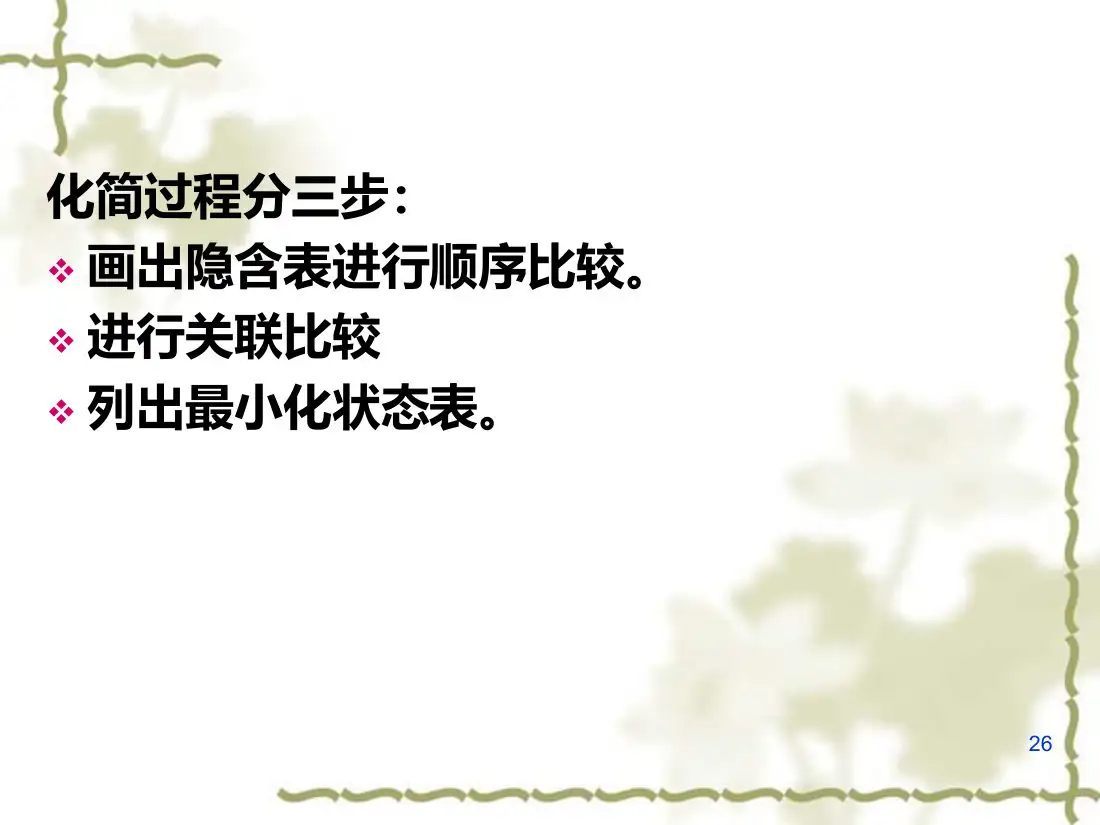 化简过程分三步：
❖ 画出隐含表进行顺序比较。
❖ 进行关联比较
❖ 列出最小化状态表。
26